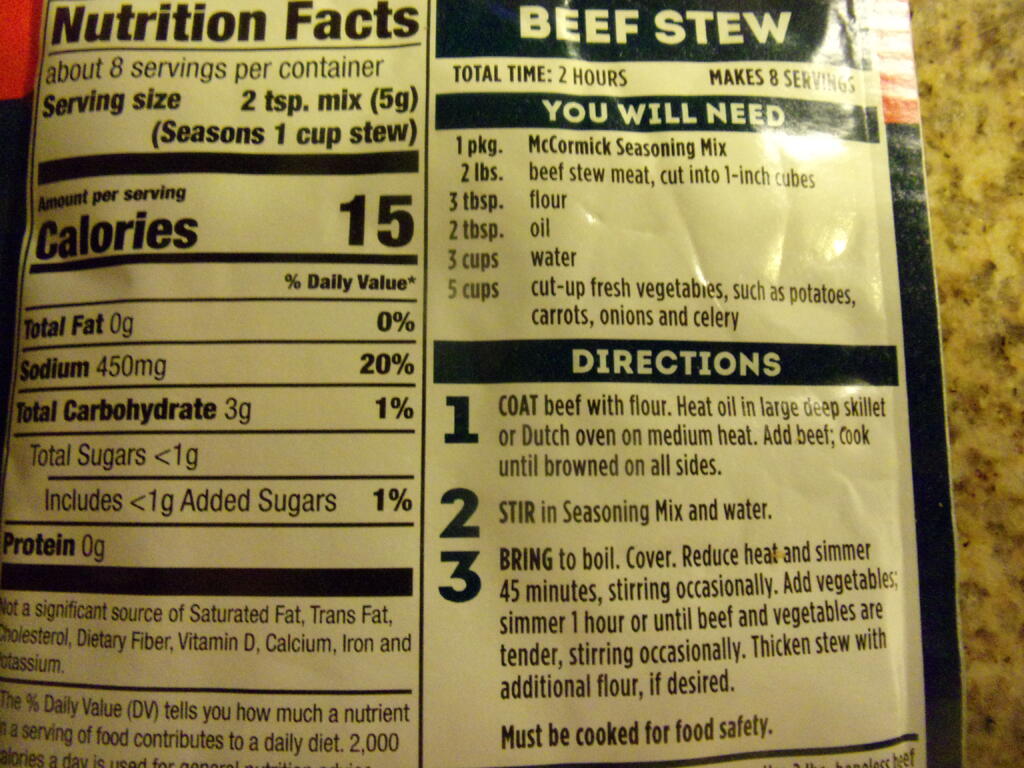 Nutrition Facts
about 8 servings per container
Serving size 2 tsp. mix (5g)
(Seasons 1 cup stew)
Amount per serving
Calories 15
% Daily Value*
Total Fat 0g 0%
Sodium 450mg 20%
Total Carbohydrate 3g 1%
Total Sugars <1g
Includes <1g Added Sugars 1%
Protein 0g
Not a significant source of Saturated Fat, Trans Fat,
Cholesterol, Dietary Fiber, Vitamin D, Calcium, Iron and
Potassium.
The % Daily Value (DV) tells you how much a nutrient
in a serving of food contributes to a daily diet. 2,000
calories a day is used for general nutrition advice.
BEEF STEW
TOTAL TIME: 2 HOURS MAKES 8 SERVINGS
YOU WILL NEED
1 pkg. McCormick Seasoning Mix
2 lbs. beef stew meat, cut into 1-inch cubes
3 tbsp. flour
2 tbsp. oil
3 cups water
5 cups cut-up fresh vegetables, such as potatoes,
carrots, onions and celery
DIRECTIONS
1 COAT beef with flour. Heat oil in large deep skillet
or Dutch oven on medium heat. Add beef; cook
until browned on all sides.
2 STIR in Seasoning Mix and water.
3 BRING to boil. Cover. Reduce heat and simmer
45 minutes, stirring occasionally. Add vegetables;
simmer 1 hour or until beef and vegetables are
tender, stirring occasionally. Thicken stew with
additional flour, if desired.
Must be cooked for food safety.
boneless beef